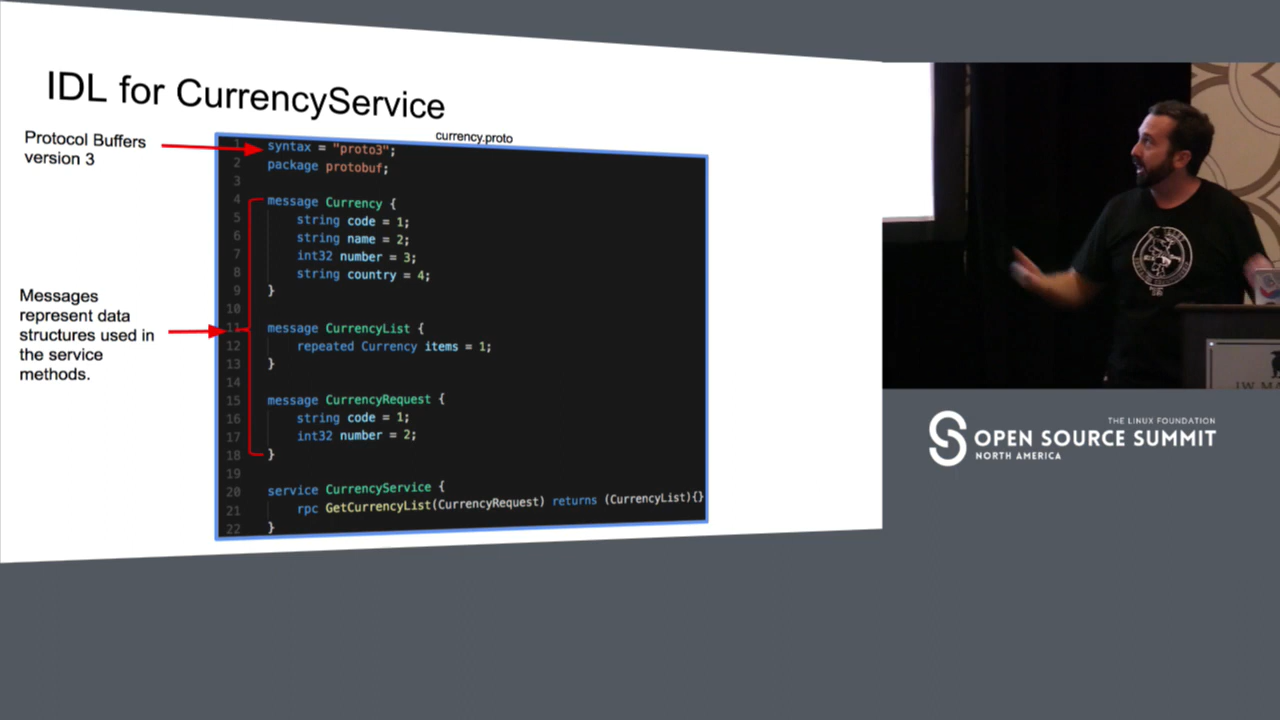 IDL for CurrencyService
Protocol Buffers
version 3
currency.proto
1 syntax = "proto3";
2 package protobuf;
3
4 message Currency {
5 string code = 1;
6 string name = 2;
7 int32 number = 3;
8 string country = 4;
9 }
10
11 message CurrencyList {
12 repeated Currency items = 1;
13 }
14
15 message CurrencyRequest {
16 string code = 1;
17 int32 number = 2;
18 }
19
20 service CurrencyService {
21 rpc GetCurrencyList(CurrencyRequest) returns (CurrencyList){}
22 }
Messages
represent data
structures used in
the service
methods.
THE LINUX FOUNDATION
OPEN SOURCE SUMMIT
NORTH AMERICA